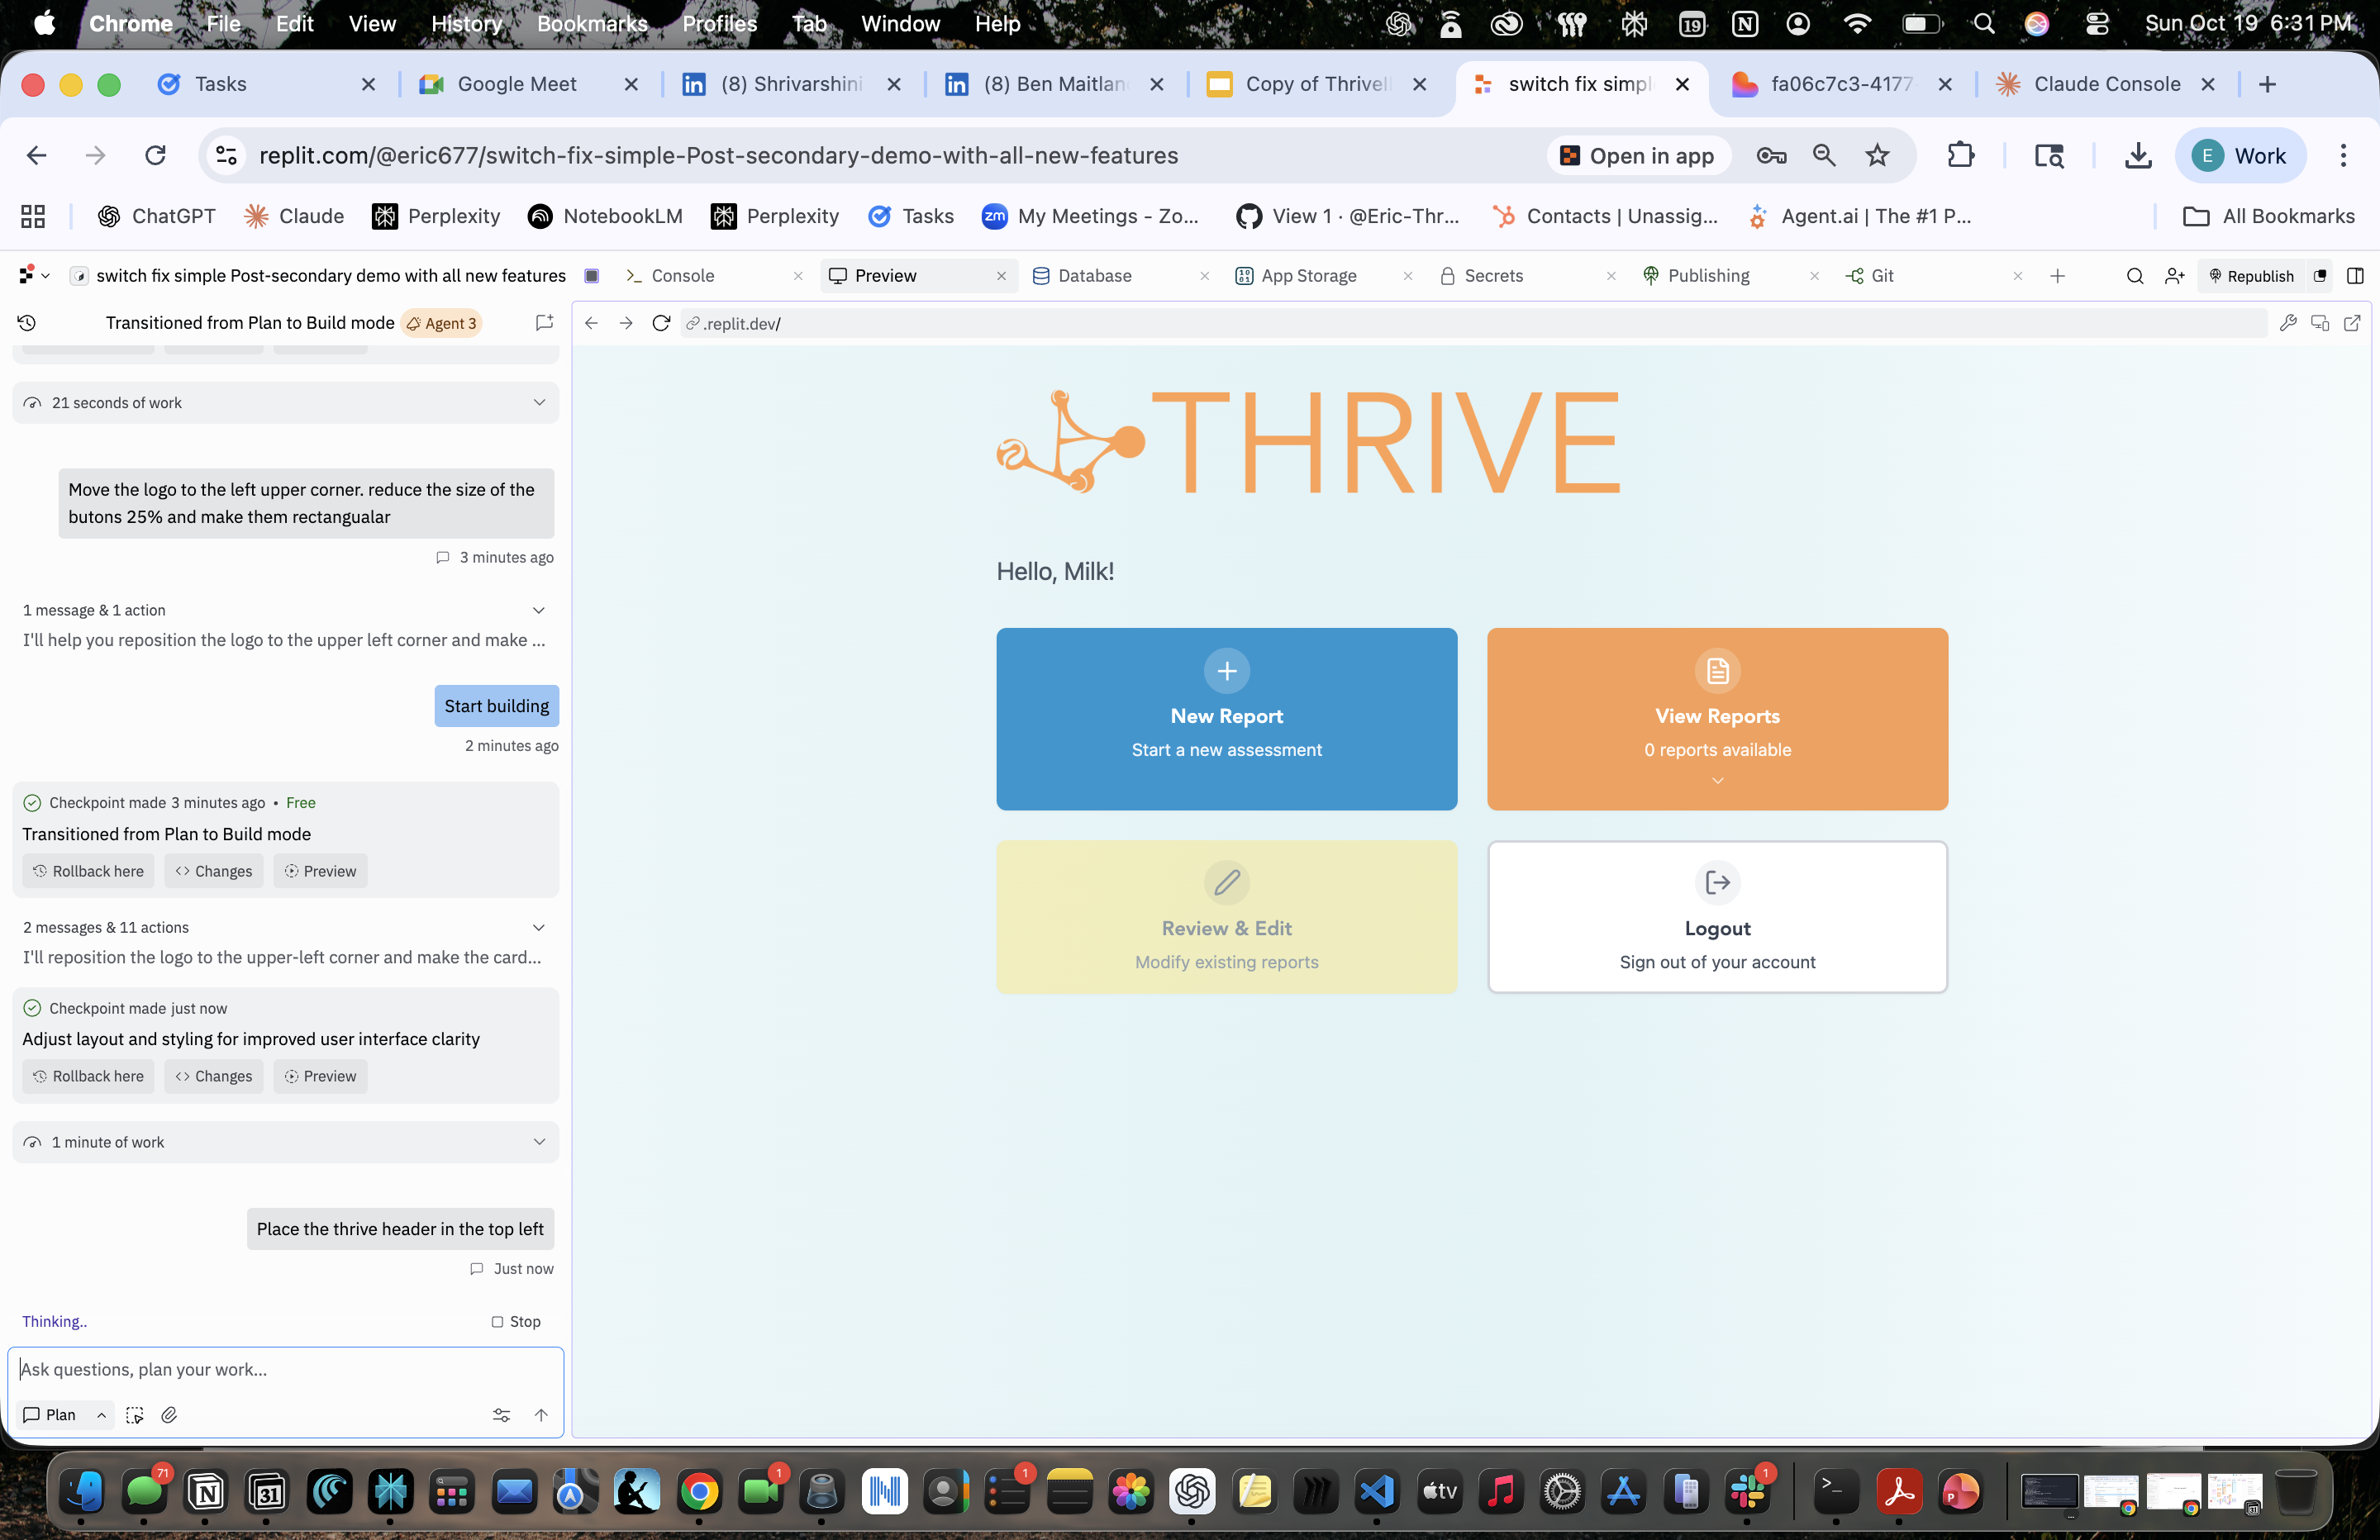 Chrome File Edit View History Bookmarks Profiles Tab Window Help 19 Sun Oct 19 6:31 PM
Tasks Google Meet (8) Shrivarshini (8) Ben Maitlan Copy of Thrivel switch fix simpl fa06c7c3-4177 Claude Console
replit.com/@eric677/switch-fix-simple-Post-secondary-demo-with-all-new-features Open in app E Work
ChatGPT Claude Perplexity NotebookLM Perplexity Tasks zm My Meetings - Zo... View 1 · @Eric-Thr... Contacts | Unassig... Agent.ai | The #1 P... All Bookmarks
switch fix simple Post-secondary demo with all new features Console Preview Database App Storage Secrets Publishing Git Republish
Transitioned from Plan to Build mode Agent 3
.replit.dev/
21 seconds of work
Move the logo to the left upper corner. reduce the size of the
butons 25% and make them rectangualar
3 minutes ago
1 message & 1 action
I'll help you reposition the logo to the upper left corner and make ...
Start building
2 minutes ago
Checkpoint made 3 minutes ago • Free
Transitioned from Plan to Build mode
Rollback here Changes Preview
2 messages & 11 actions
I'll reposition the logo to the upper-left corner and make the card...
Checkpoint made just now
Adjust layout and styling for improved user interface clarity
Rollback here Changes Preview
1 minute of work
Place the thrive header in the top left
Just now
Thinking.. Stop
Ask questions, plan your work...
Plan
THRIVE
Hello, Milk!
New Report
Start a new assessment
View Reports
0 reports available
Review & Edit
Modify existing reports
Logout
Sign out of your account
71 31 1 1 tv 1